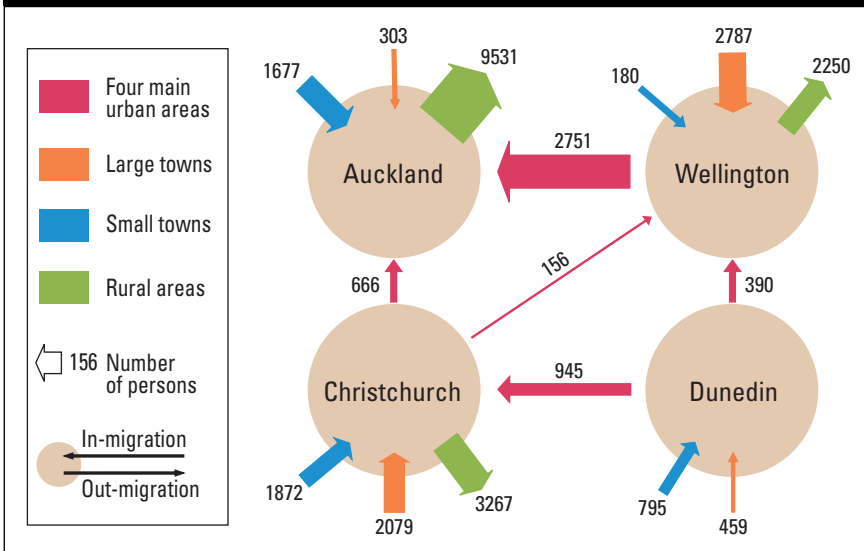 Four main
urban areas
Large towns
Small towns
Rural areas
156 Number
of persons
In-migration
Out-migration
303
1677
9531
Auckland
2787
180
2250
Wellington
2751
666
156
390
Christchurch
945
Dunedin
1872
2079
3267
795
459